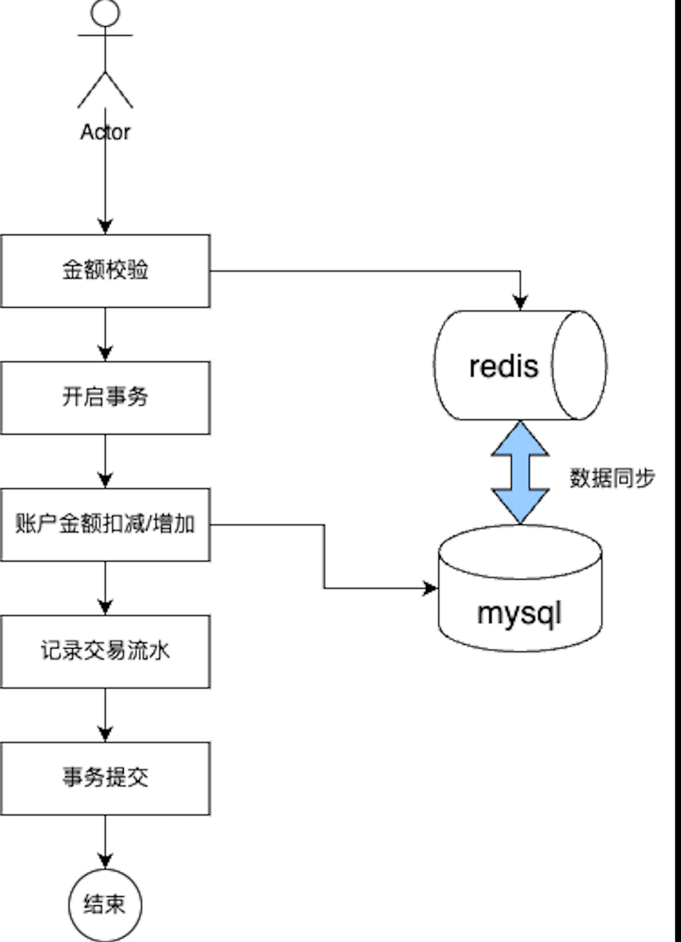 Actor
金额校验
redis
开启事务
数据同步
账户金额扣减/增加
mysql
记录交易流水
事务提交
结束